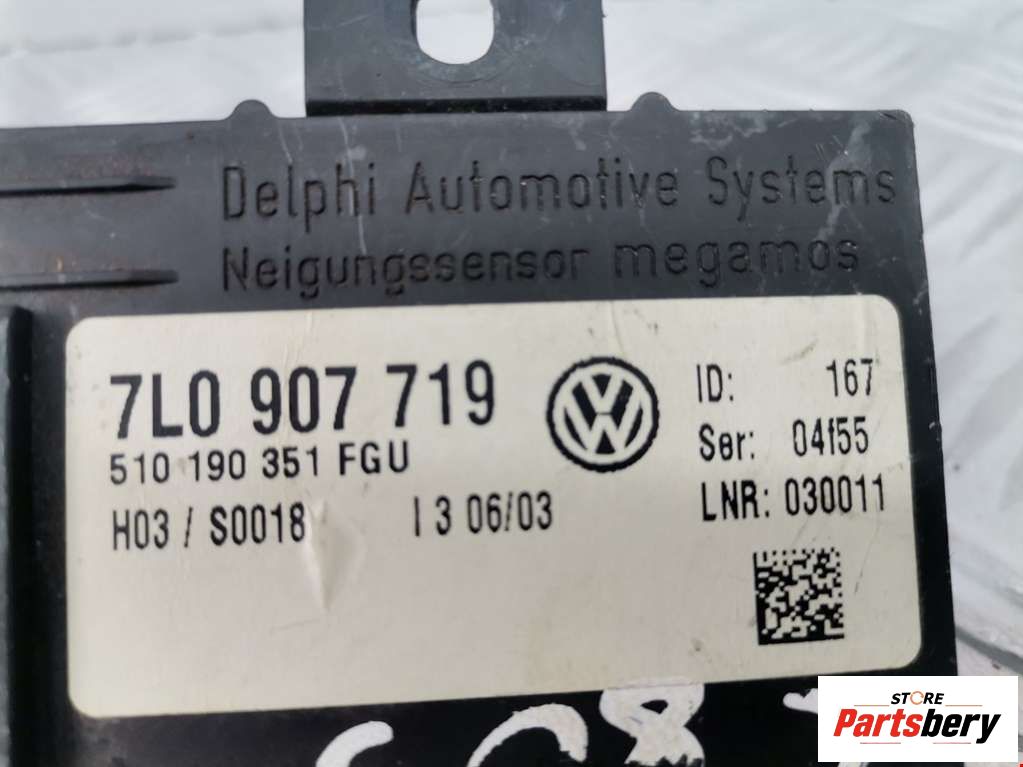 Delphi Automotive Systems
Neigungssensor megamos
7L0 907 719
510 190 351 FGU
H03 / S0018 I 3 06/03
ID: 167
Ser: 04f55
LNR: 030011
STORE
Partsbery